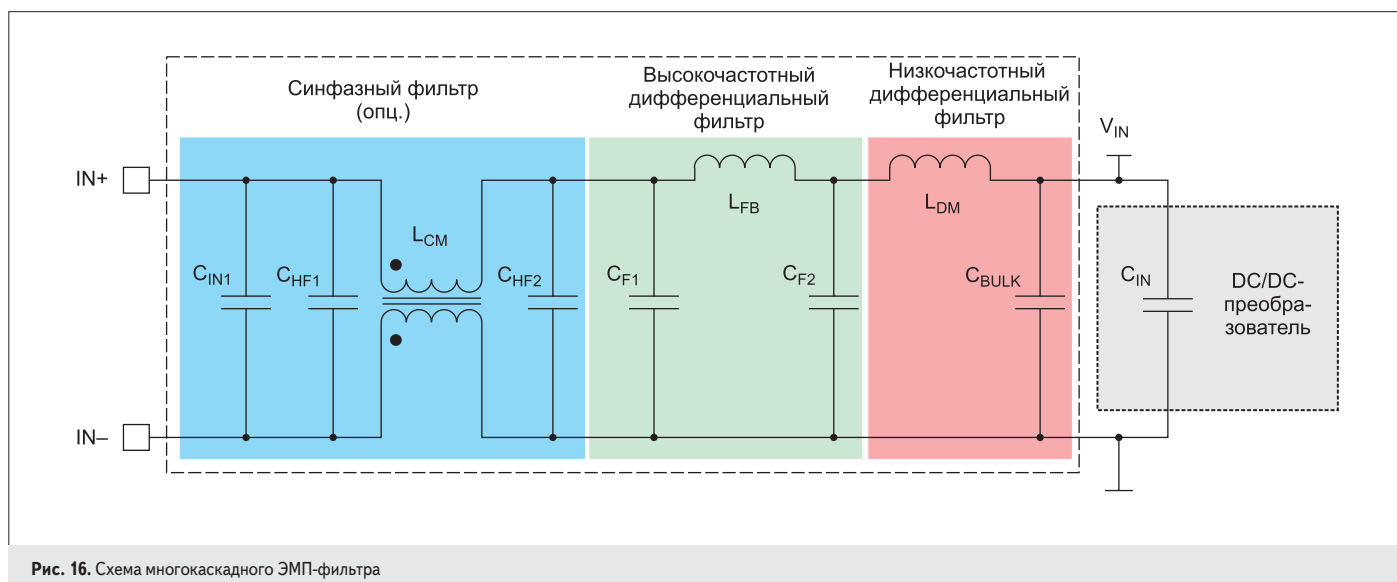 Синфазный фильтр
(опц.)
Высокочастотный
дифференциальный
фильтр
Низкочастотный
дифференциальный
фильтр
V_IN
IN+
L_CM
L_FB
L_DM
C_IN1
C_HF1
C_HF2
C_F1
C_F2
C_BULK
C_IN
DC/DC-
преобра-
зователь
IN–
Рис. 16. Схема многокаскадного ЭМП-фильтра